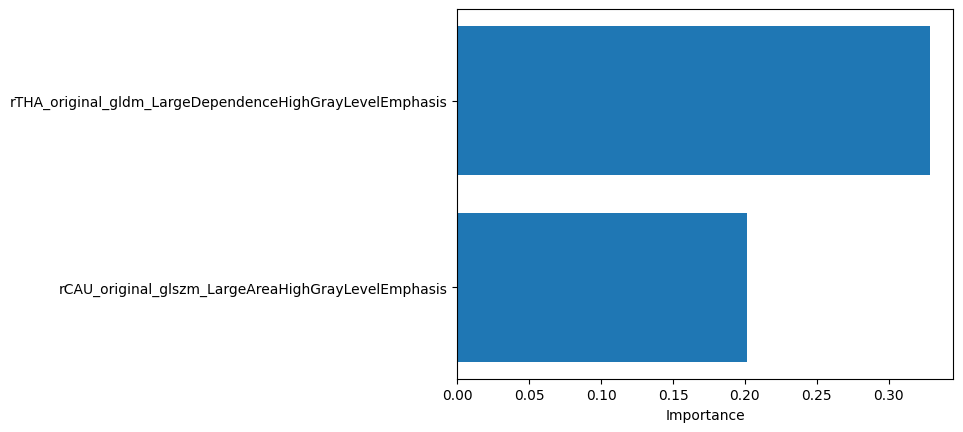 rTHA_original_gldm_LargeDependenceHighGrayLevelEmphasis
rCAU_original_glszm_LargeAreaHighGrayLevelEmphasis
0.00 0.05 0.10 0.15 0.20 0.25 0.30
Importance